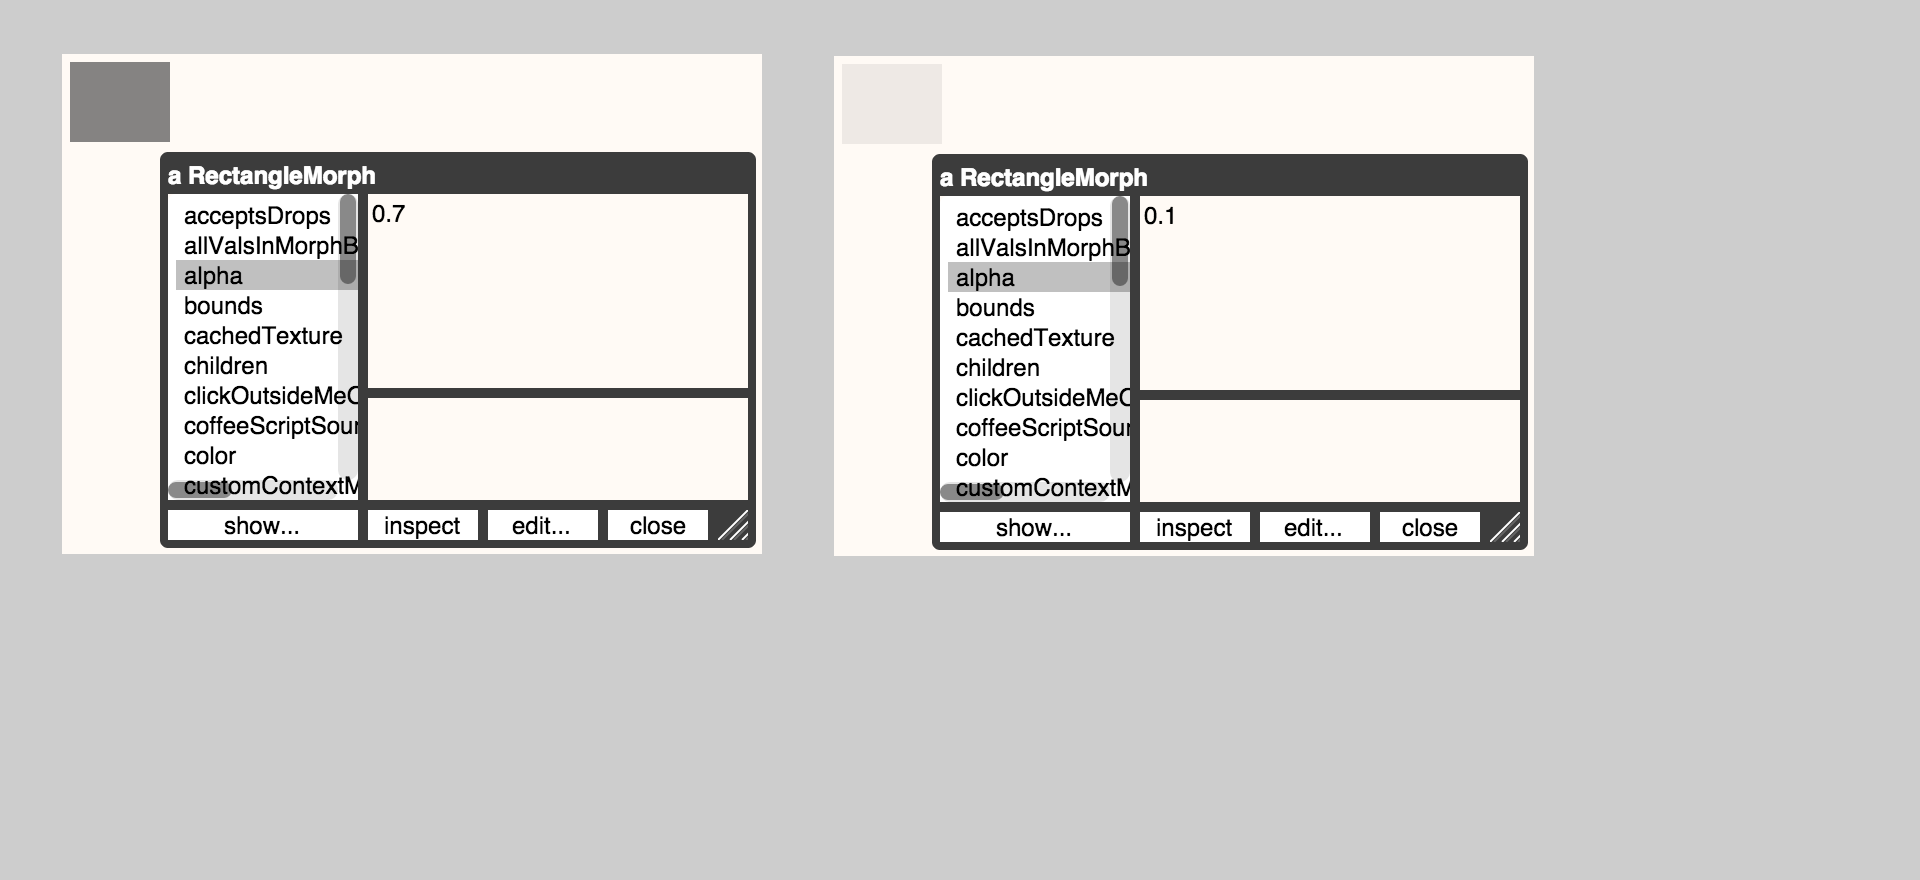 a RectangleMorph
acceptsDrops
allValsInMorphB
alpha
bounds
cachedTexture
children
clickOutsideMeC
coffeeScriptSour
color
customContextM
0.7
show...
inspect
edit...
close
a RectangleMorph
acceptsDrops
allValsInMorphB
alpha
bounds
cachedTexture
children
clickOutsideMeC
coffeeScriptSour
color
customContextM
0.1
show...
inspect
edit...
close